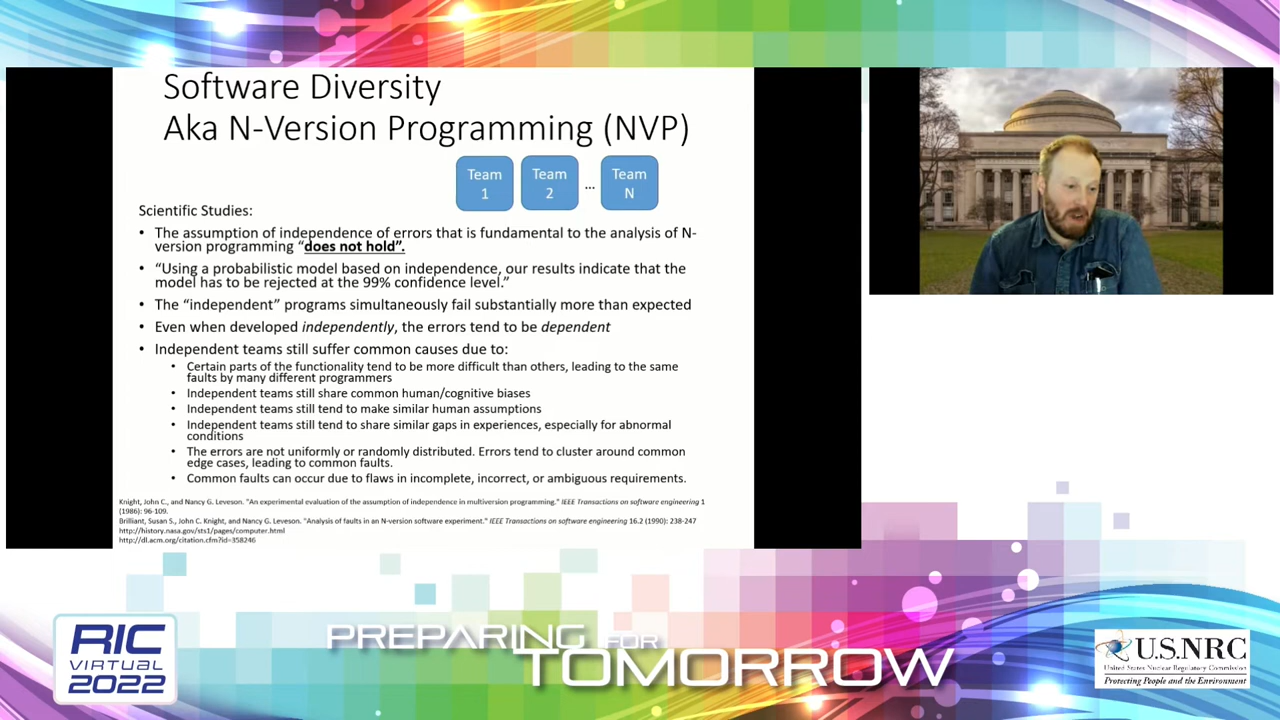 Software Diversity
Aka N-Version Programming (NVP)
Team
1
Team
2
...
Team
N
Scientific Studies:
• The assumption of independence of errors that is fundamental to the analysis of N-
version programming “does not hold”.
• “Using a probabilistic model based on independence, our results indicate that the
model has to be rejected at the 99% confidence level.”
• The “independent” programs simultaneously fail substantially more than expected
• Even when developed independently, the errors tend to be dependent
• Independent teams still suffer common causes due to:
• Certain parts of the functionality tend to be more difficult than others, leading to the same
faults by many different programmers
• Independent teams still share common human/cognitive biases
• Independent teams still tend to make similar human assumptions
• Independent teams still tend to share similar gaps in experiences, especially for abnormal
conditions
• The errors are not uniformly or randomly distributed. Errors tend to cluster around common
edge cases, leading to common faults.
• Common faults can occur due to flaws in incomplete, incorrect, or ambiguous requirements.
Knight, John C., and Nancy G. Leveson. "An experimental evaluation of the assumption of independence in multiversion programming." IEEE Transactions on software engineering 1
(1986): 96-109.
Brilliant, Susan S., John C. Knight, and Nancy G. Leveson. "Analysis of faults in an N-version software experiment." IEEE Transactions on software engineering 16.2 (1990): 238-247
http://history.nasa.gov/sts1/pages/computer.html
http://dl.acm.org/citation.cfm?id=358246
RIC
VIRTUAL
2022
PREPARING FOR
TOMORROW
U.S.NRC
United States Nuclear Regulatory Commission
Protecting People and the Environment